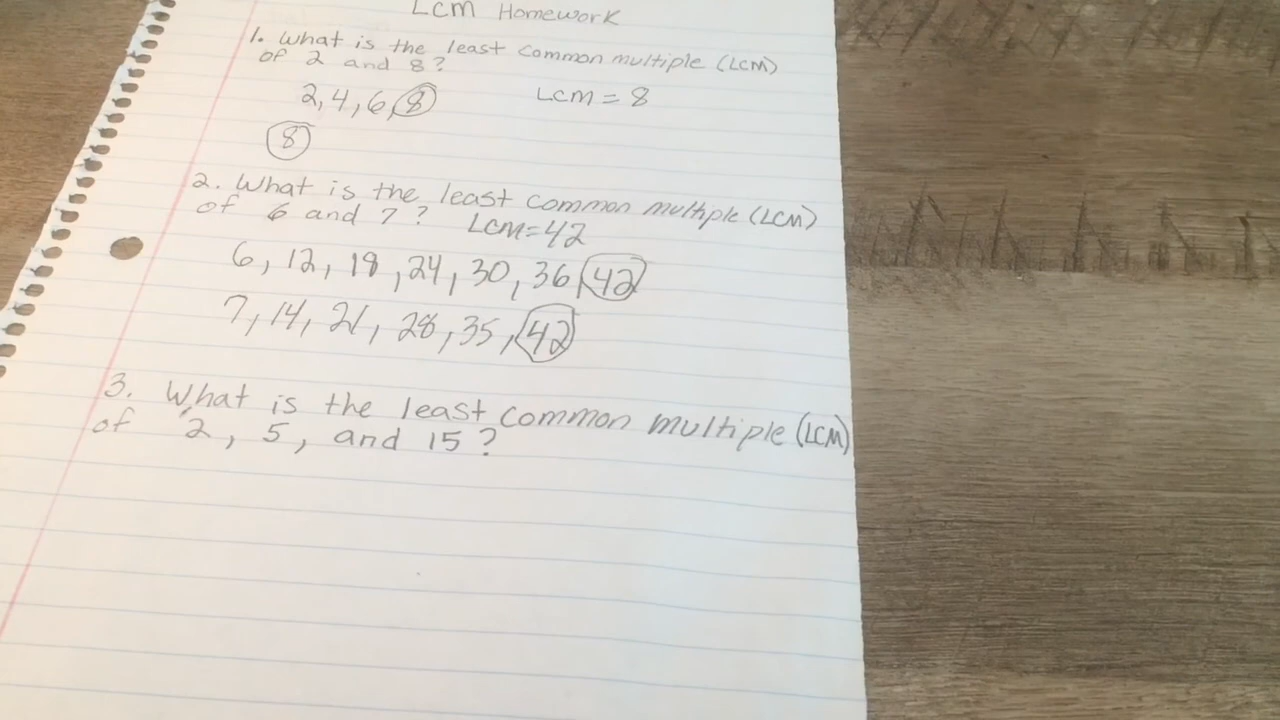 LCM Homework
1. What is the least common multiple (LCM)
of 2 and 8?
2, 4, 6, 8 LCM = 8
8
2. What is the least common multiple (LCM)
of 6 and 7? LCM=42
6, 12, 18, 24, 30, 36, 42
7, 14, 21, 28, 35, 42
3. What is the least common multiple (LCM)
of 2, 5, and 15?